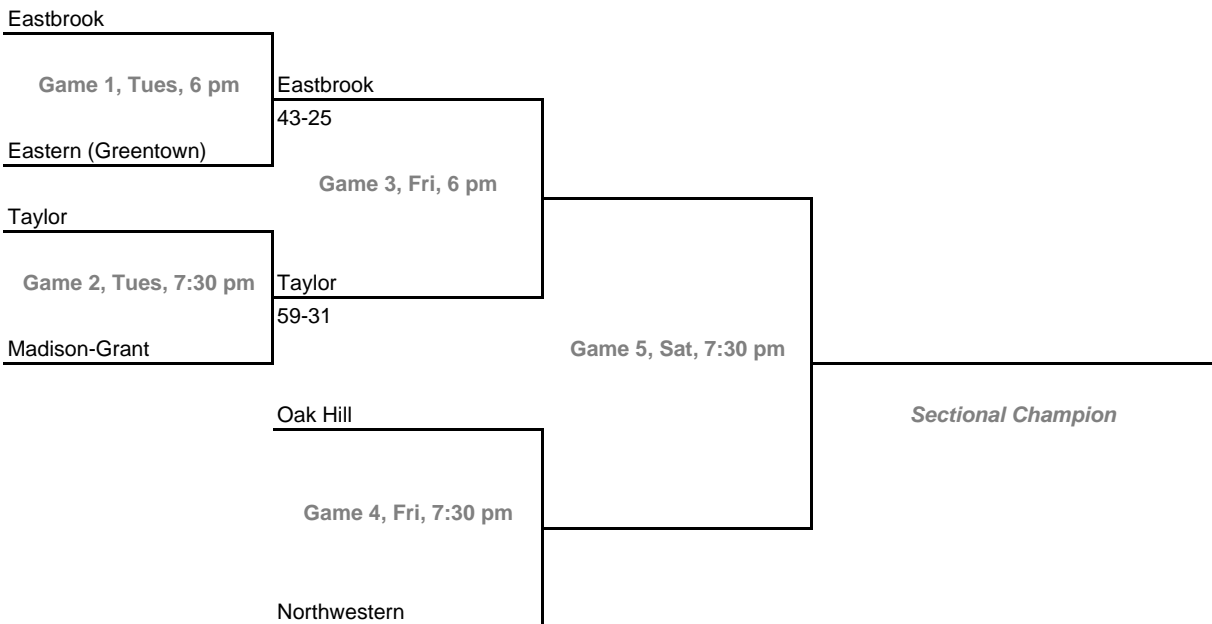 Eastbrook
Game 1, Tues, 6 pm
Eastbrook
43-25
Eastern (Greentown)
Game 3, Fri, 6 pm
Taylor
Game 2, Tues, 7:30 pm
Taylor
59-31
Madison-Grant
Game 5, Sat, 7:30 pm
Oak Hill
Sectional Champion
Game 4, Fri, 7:30 pm
Northwestern